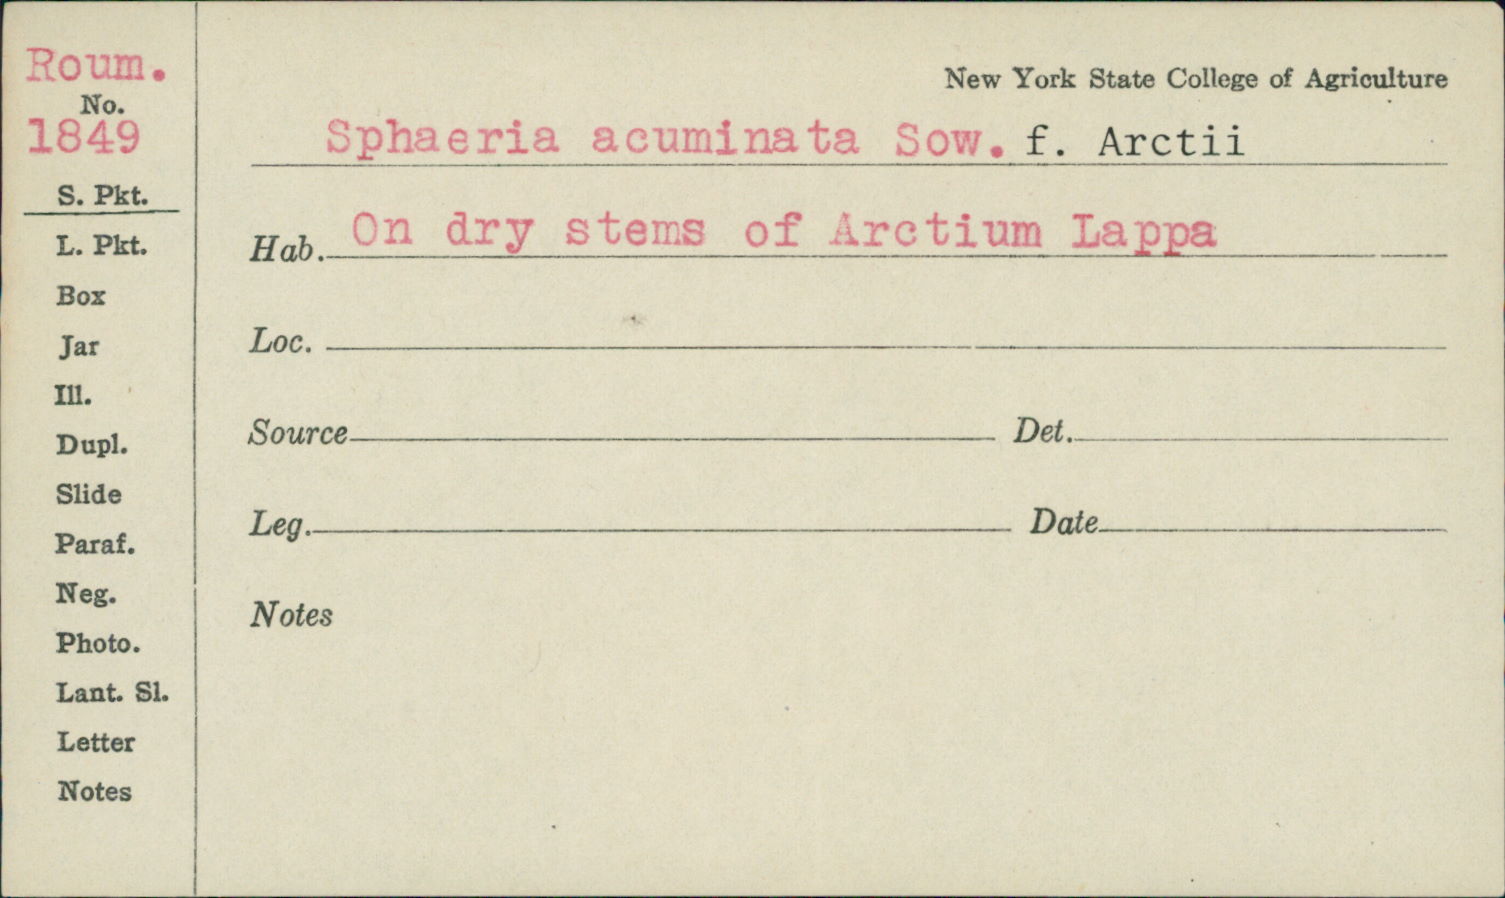 Roum.
No.
1849
S. Pkt.
L. Pkt.
Box
Jar
Ill.
Dupl.
Slide
Paraf.
Neg.
Photo.
Lant. Sl.
Letter
Notes
New York State College of Agriculture
Sphaeria acuminata Sow. f. Arctii
Hab. On dry stems of Arctium Lappa
Loc.
Source Det.
Leg. Date
Notes